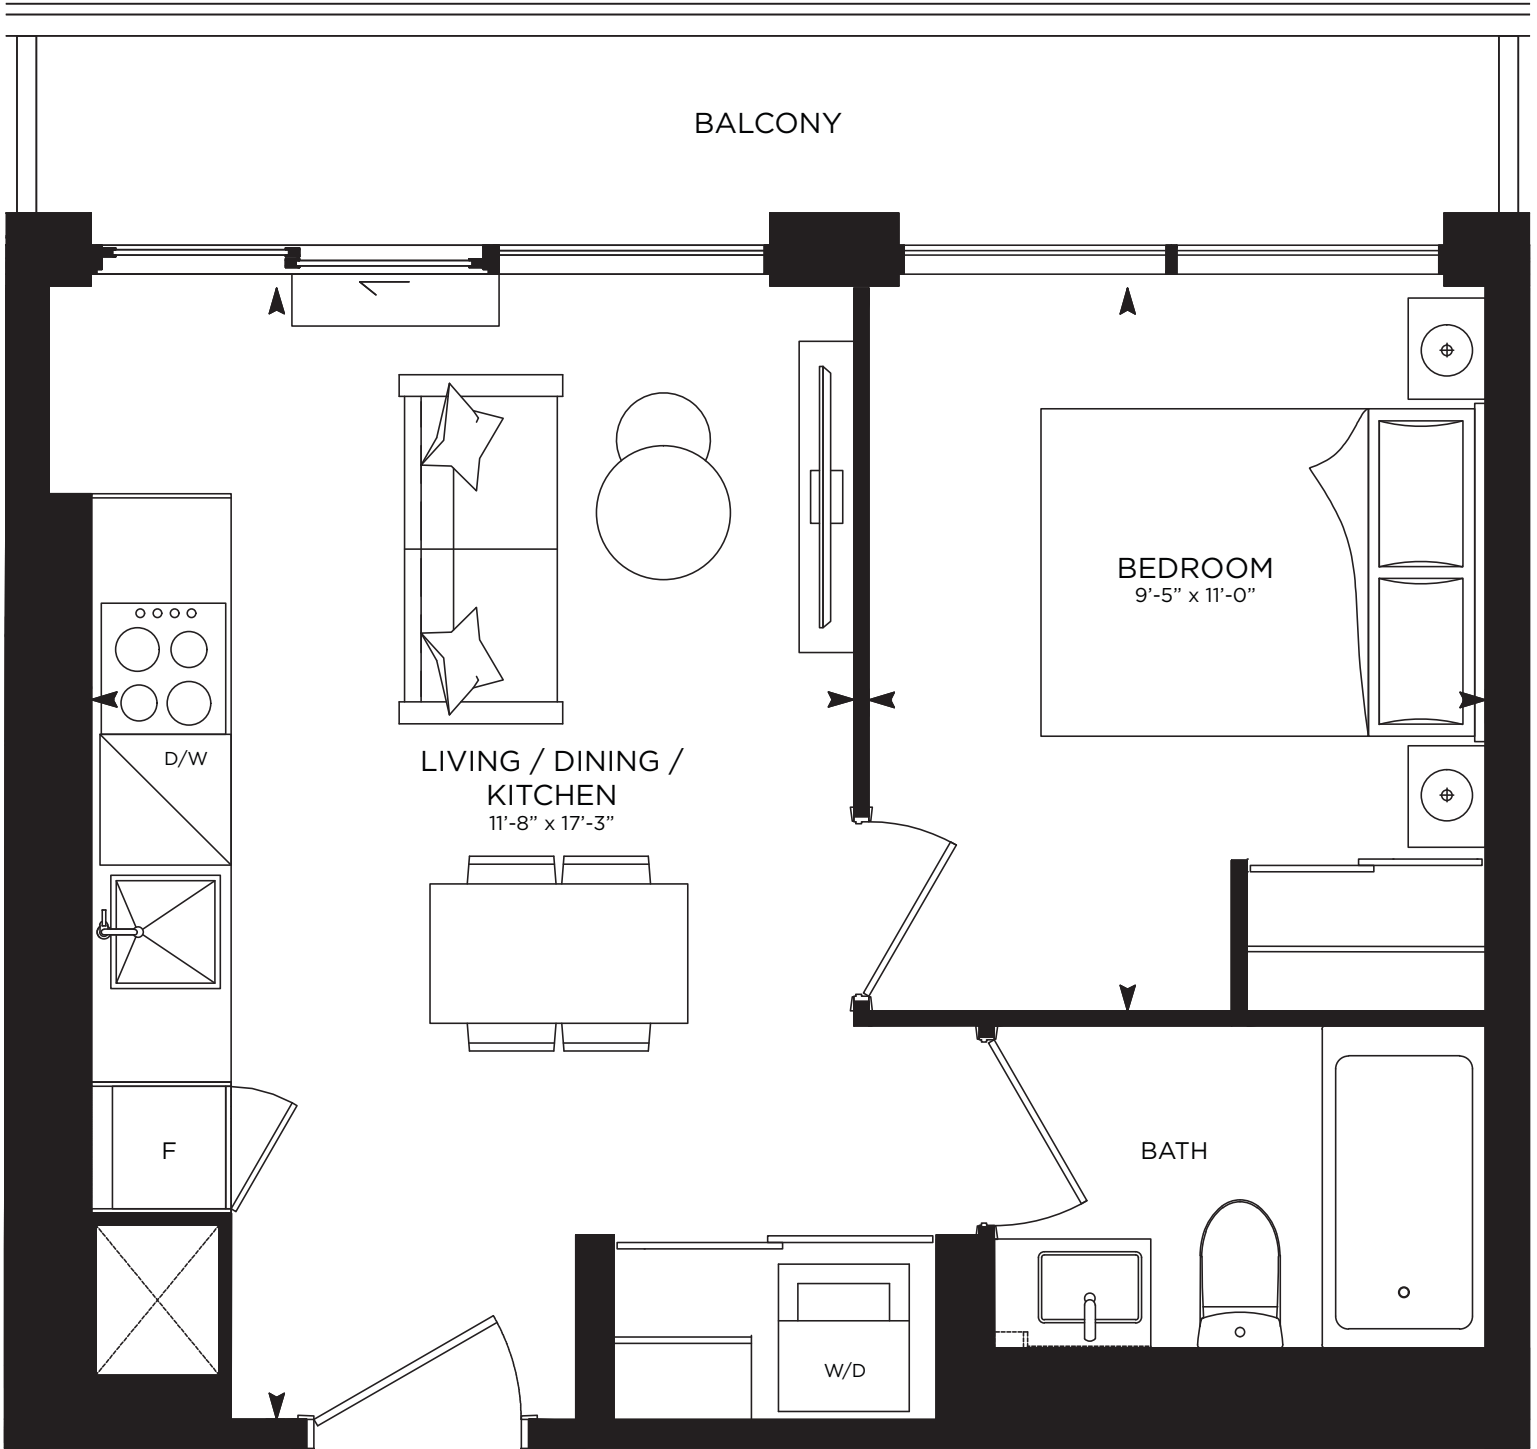 BALCONY
BEDROOM
9’-5” x 11’-0”
D/W
LIVING / DINING /
KITCHEN
11’-8” x 17’-3”
F
BATH
W/D